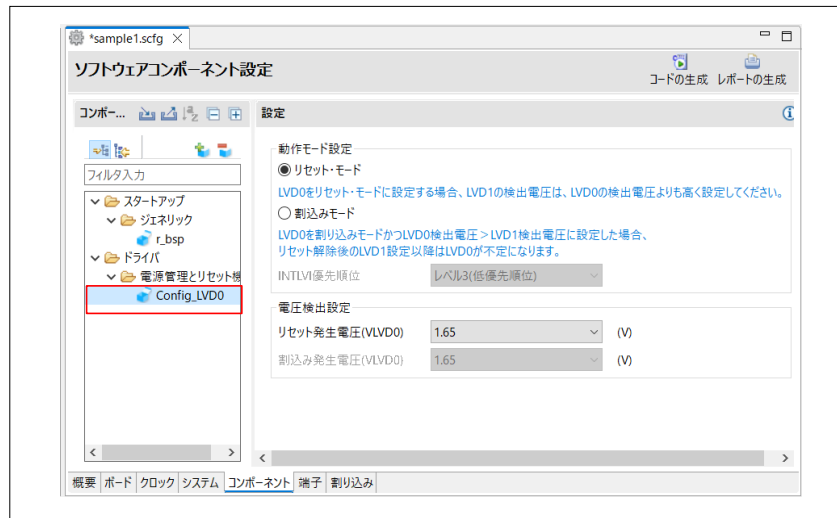 *sample1.scfg
ソフトウェアコンポーネント設定
コードの生成 レポートの生成
コンポー...
設定
フィルタ入力
スタートアップ
ジェネリック
r_bsp
ドライバ
電源管理とリセット機
Config_LVD0
動作モード設定
リセット・モード
LVD0をリセット・モードに設定する場合、LVD1の検出電圧は、LVD0の検出電圧よりも高く設定してください。
割込みモード
LVD0を割り込みモードかつLVD0検出電圧＞LVD1検出電圧に設定した場合、
リセット解除後のLVD1設定以降はLVD0が不定になります。
INTLVI優先順位 レベル3(低優先順位)
電圧検出設定
リセット発生電圧(VLVD0) 1.65 (V)
割込み発生電圧(VLVD0) 1.65 (V)
概要 ボード クロック システム コンポーネント 端子 割り込み